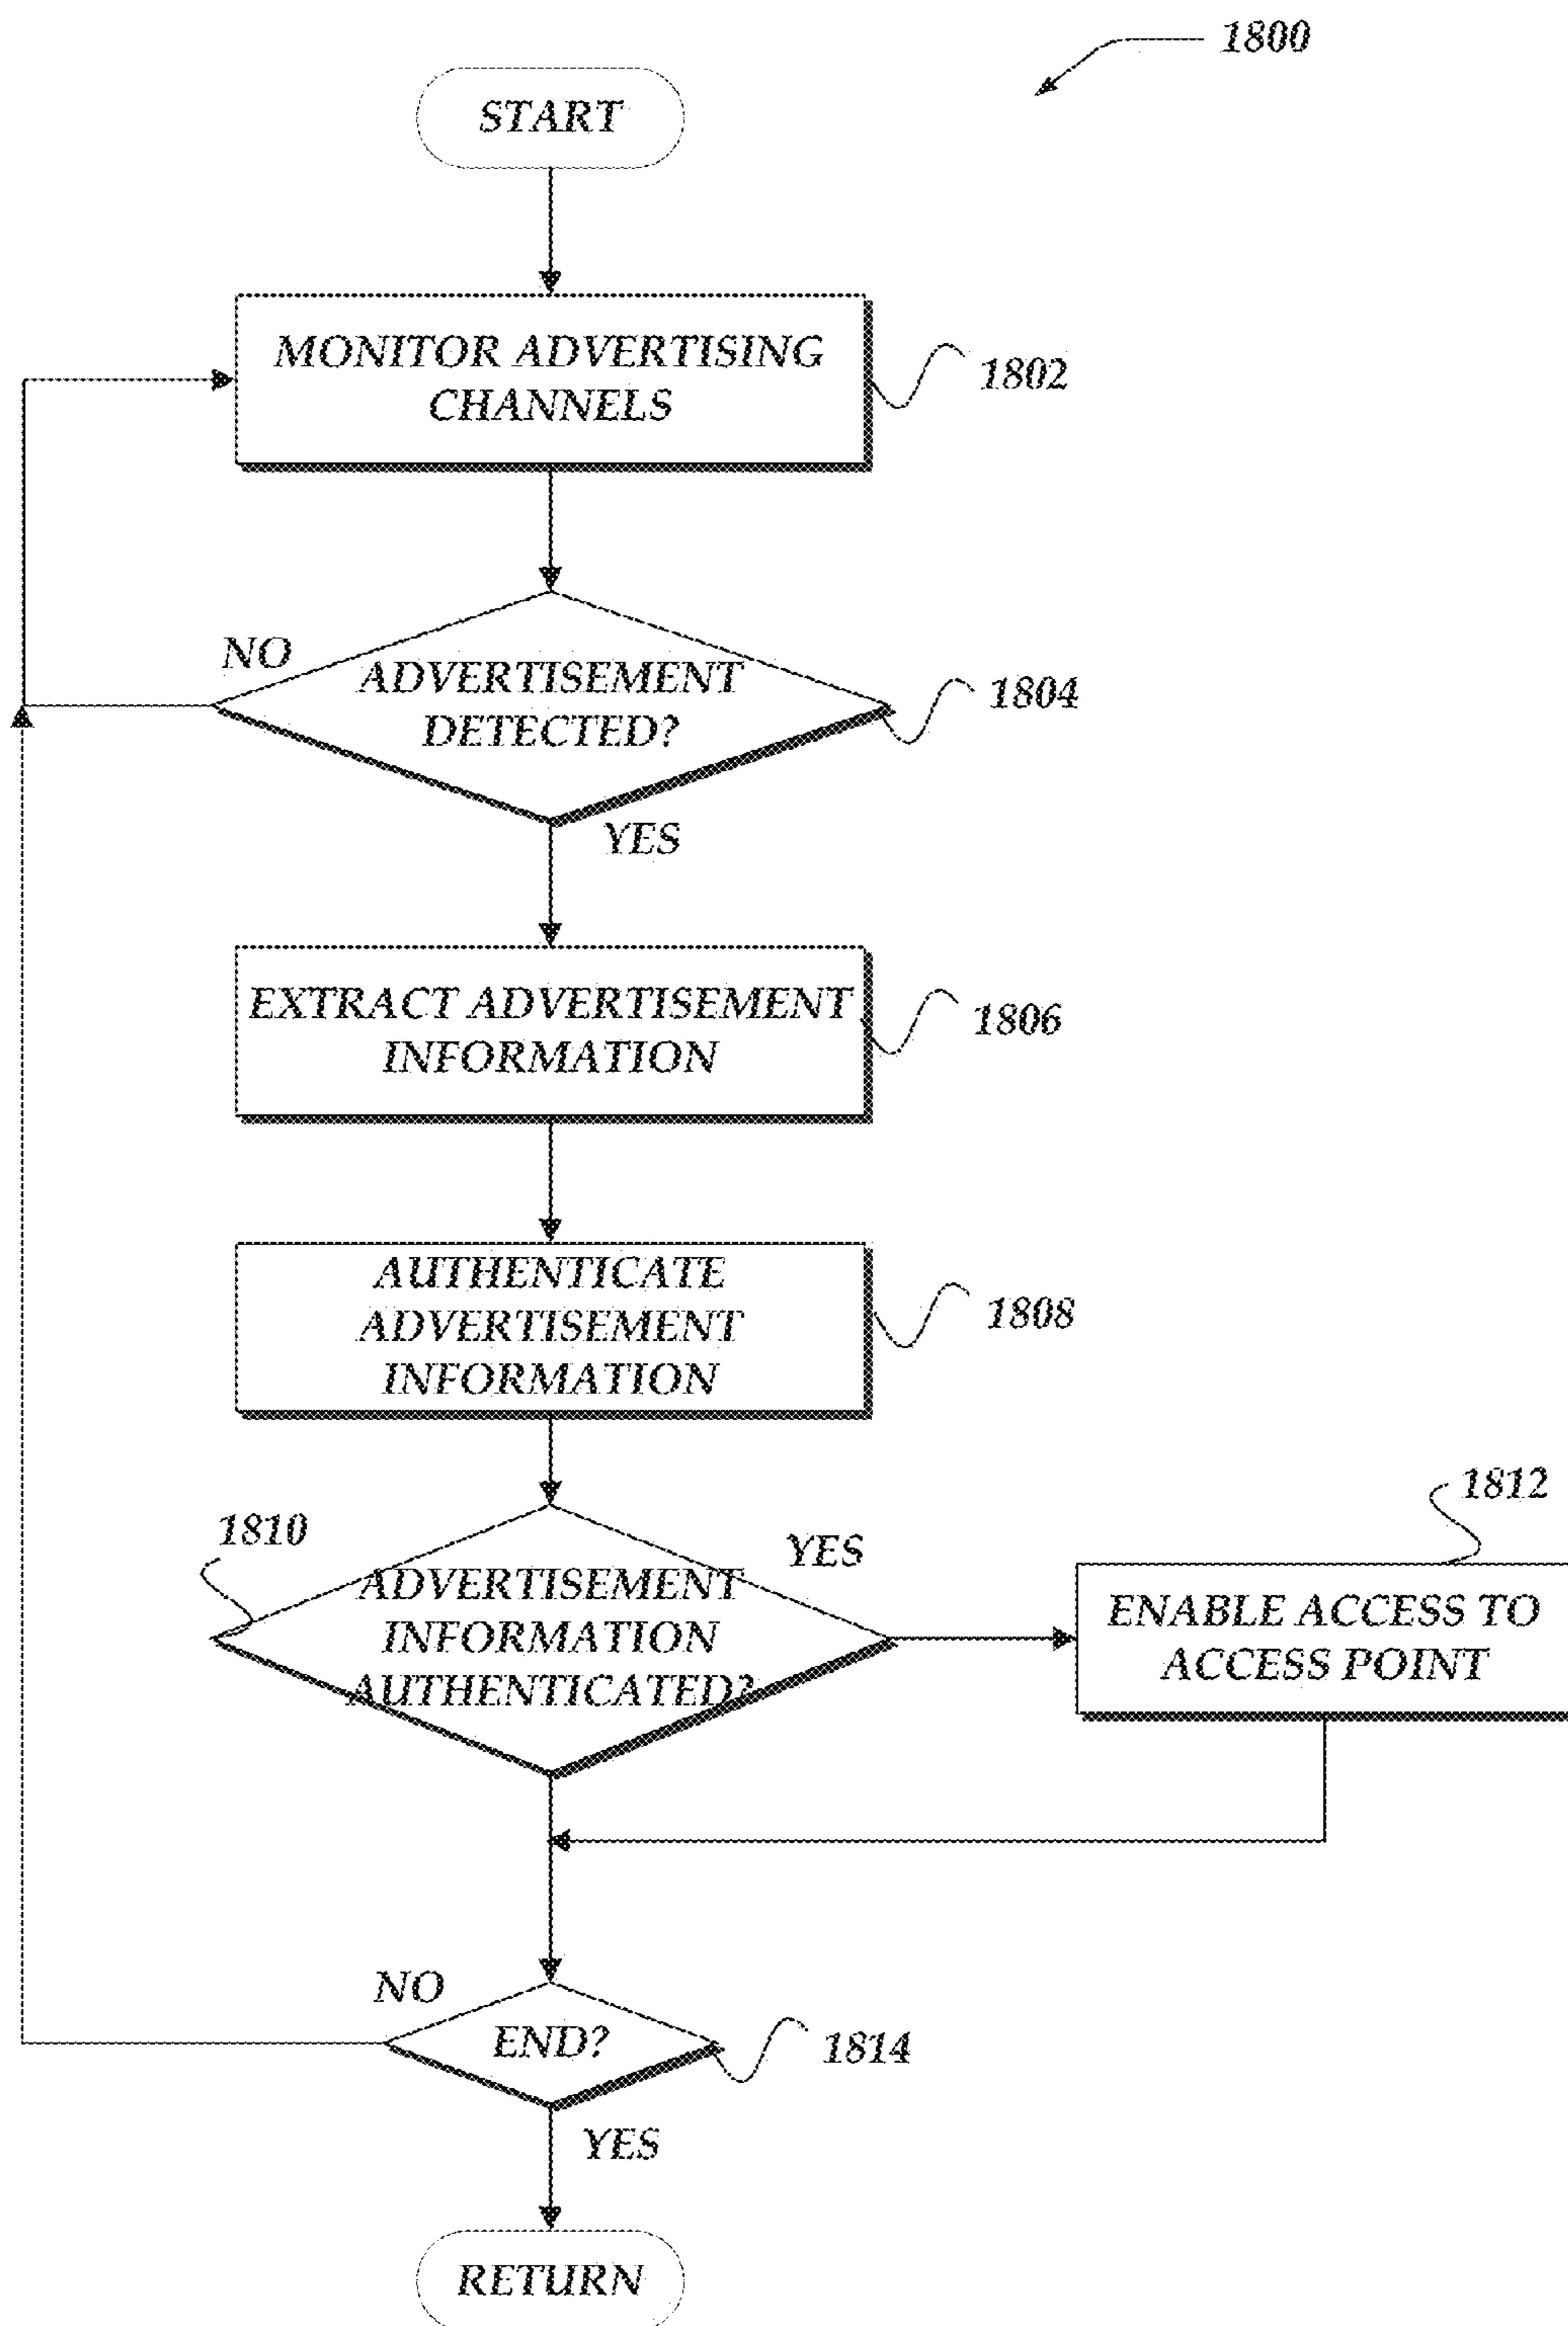 1800
START
MONITOR ADVERTISING
CHANNELS
1802
NO
ADVERTISEMENT
DETECTED?
1804
YES
EXTRACT ADVERTISEMENT
INFORMATION
1806
AUTHENTICATE
ADVERTISEMENT
INFORMATION
1808
1810
ADVERTISEMENT
INFORMATION
AUTHENTICATED?
YES
1812
ENABLE ACCESS TO
ACCESS POINT
NO
END?
1814
YES
RETURN